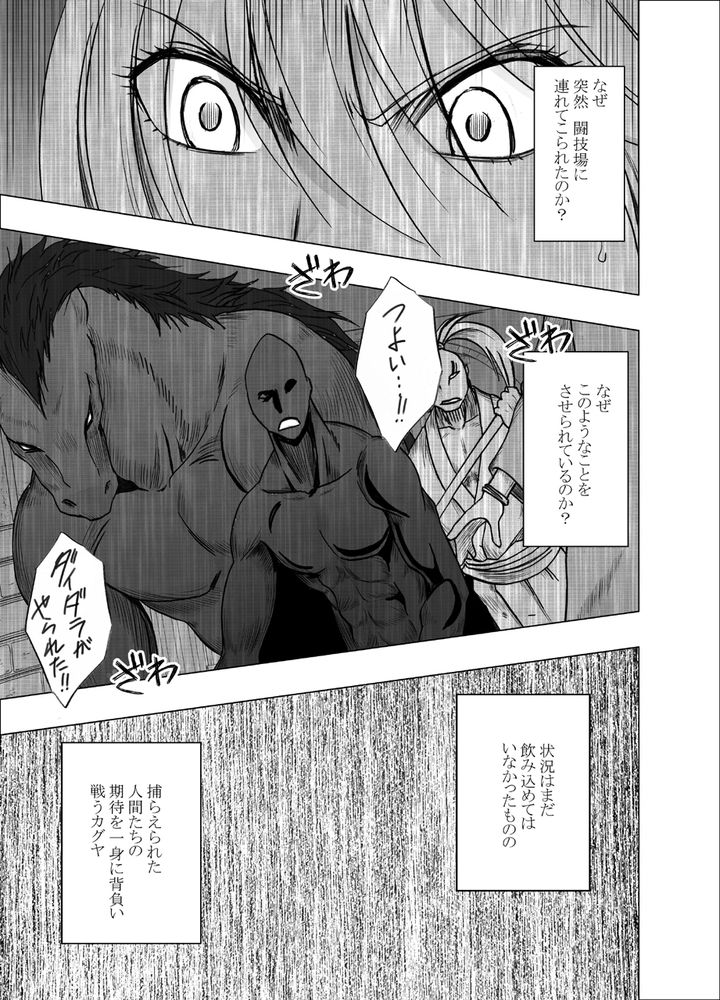 なぜ
突然 闘技場に
連れてこられたのか?
ざわ
ざわ
つよい…!!
なぜ
このようなことを
させられているのか?
ダイダラが
やられた!!
ざわ
状況はまだ
飲み込めては
いなかったものの
捕らえられた
人間たちの
期待を一身に背負い
戦うカグヤ